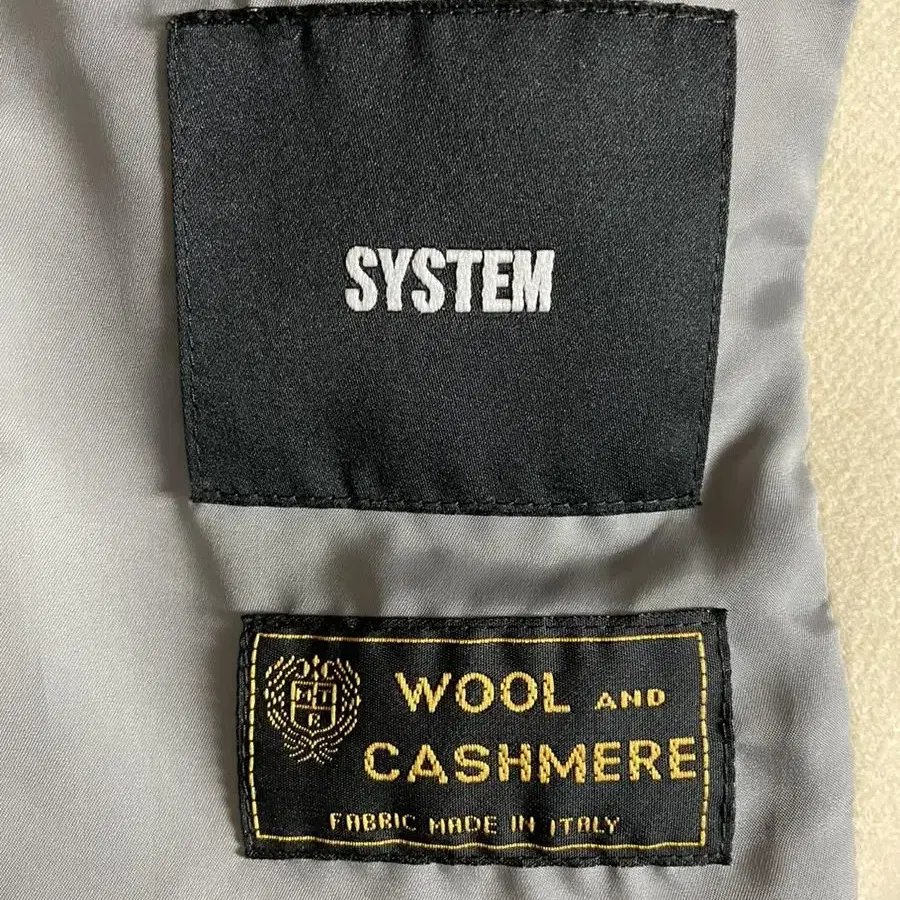 SYSTEM
WOOL AND
CASHMERE
FABRIC MADE IN ITALY